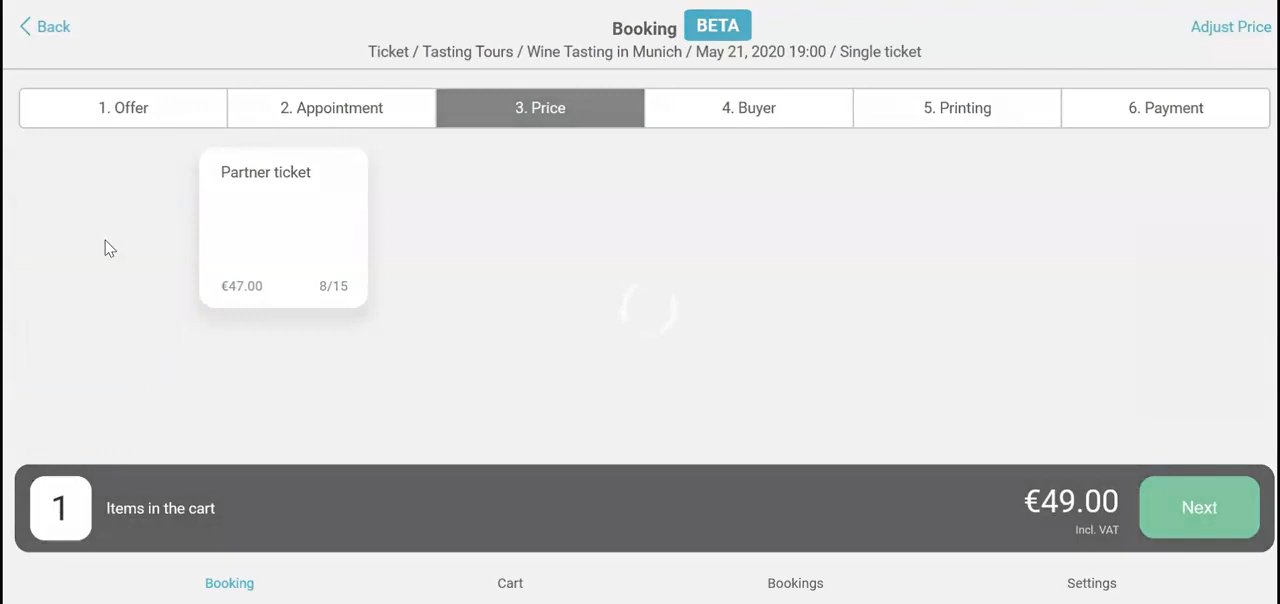 Back
Booking BETA
Adjust Price
Ticket / Tasting Tours / Wine Tasting in Munich / May 21, 2020 19:00 / Single ticket
1. Offer
2. Appointment
3. Price
4. Buyer
5. Printing
6. Payment
Partner ticket
€47.00
8/15
1
Items in the cart
€49.00
Incl. VAT
Next
Booking
Cart
Bookings
Settings